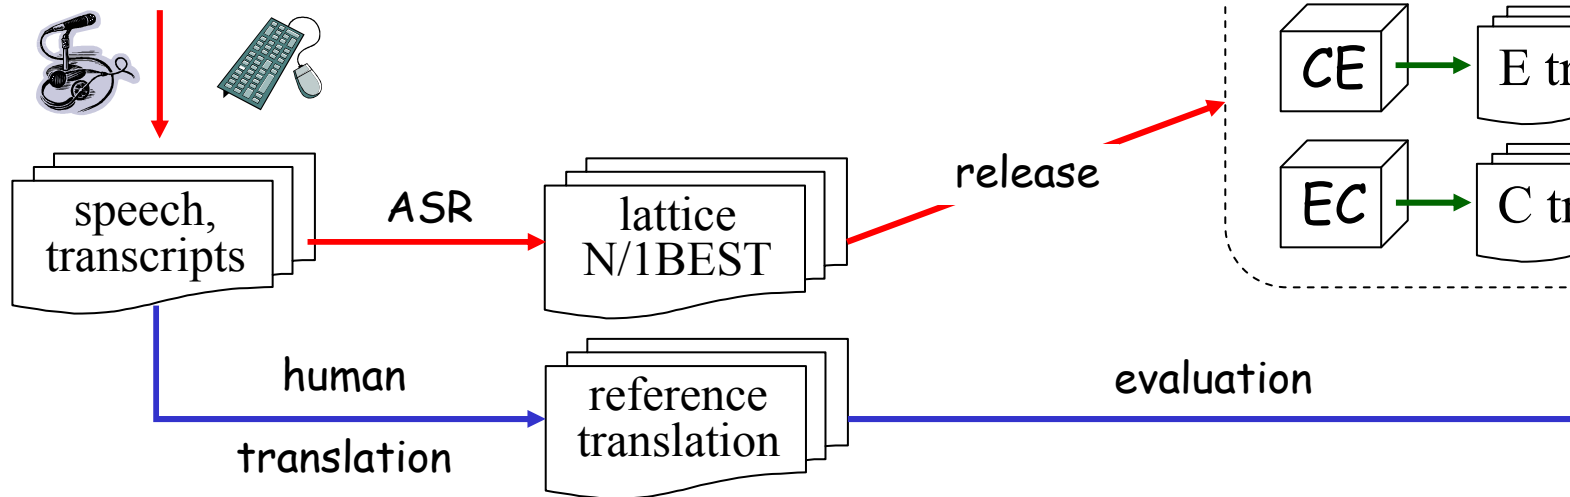 speech,
transcripts
ASR
lattice
N/1BEST
release
CE
E
EC
C
human
translation
reference
translation
evaluation